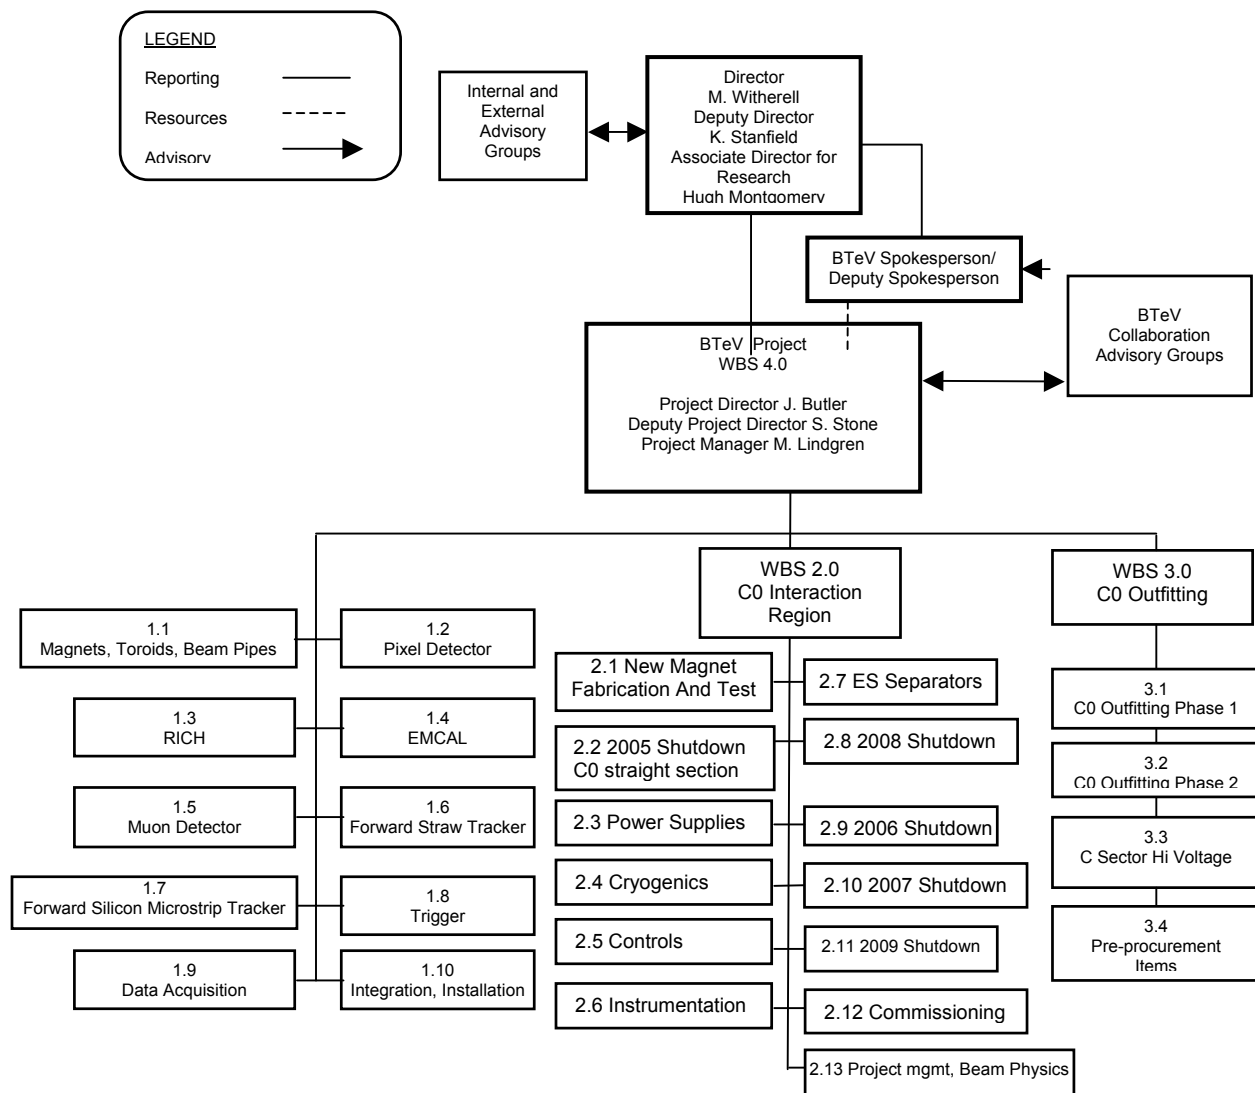 LEGEND
Reporting
Resources
Advisory
Internal and
External
Advisory
Groups
Director
M. Witherell
Deputy Director
K. Stanfield
Associate Director for
Research
Hugh Montgomery
BTeV Spokesperson/
Deputy Spokesperson
BTeV
Collaboration
Advisory Groups
BTeV Project
WBS 4.0
Project Director J. Butler
Deputy Project Director S. Stone
Project Manager M. Lindgren
WBS 2.0
C0 Interaction
Region
WBS 3.0
C0 Outfitting
1.1
Magnets, Toroids, Beam Pipes
1.2
Pixel Detector
1.3
RICH
1.4
EMCAL
1.5
Muon Detector
1.6
Forward Straw Tracker
1.7
Forward Silicon Microstrip Tracker
1.8
Trigger
1.9
Data Acquisition
1.10
Integration, Installation
2.1 New Magnet
Fabrication And Test
2.7 ES Separators
2.2 2005 Shutdown
C0 straight section
2.8 2008 Shutdown
2.3 Power Supplies
2.9 2006 Shutdown
2.4 Cryogenics
2.10 2007 Shutdown
2.5 Controls
2.11 2009 Shutdown
2.6 Instrumentation
2.12 Commissioning
2.13 Project mgmt, Beam Physics
3.1
C0 Outfitting Phase 1
3.2
C0 Outfitting Phase 2
3.3
C Sector Hi Voltage
3.4
Pre-procurement
Items